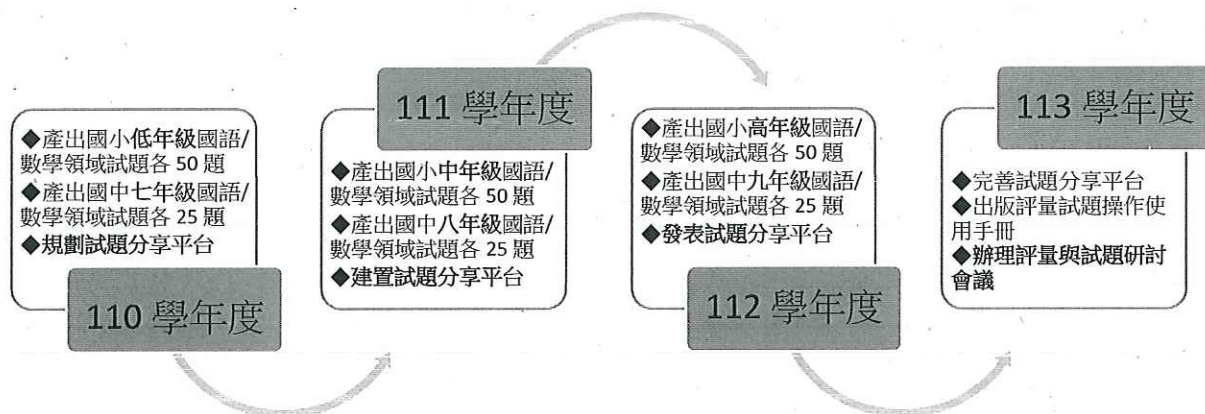 ◆產出國小低年級國語/
數學領域試題各 50 題
◆產出國中七年級國語/
數學領域試題各 25 題
◆規劃試題分享平台
110 學年度
111 學年度
◆產出國小中年級國語/
數學領域試題各 50 題
◆產出國中八年級國語/
數學領域試題各 25 題
◆建置試題分享平台
◆產出國小高年級國語/
數學領域試題各 50 題
◆產出國中九年級國語/
數學領域試題各 25 題
◆發表試題分享平台
112 學年度
113 學年度
◆完善試題分享平台
◆出版評量試題操作使
用手冊
◆辦理評量與試題研討
會議